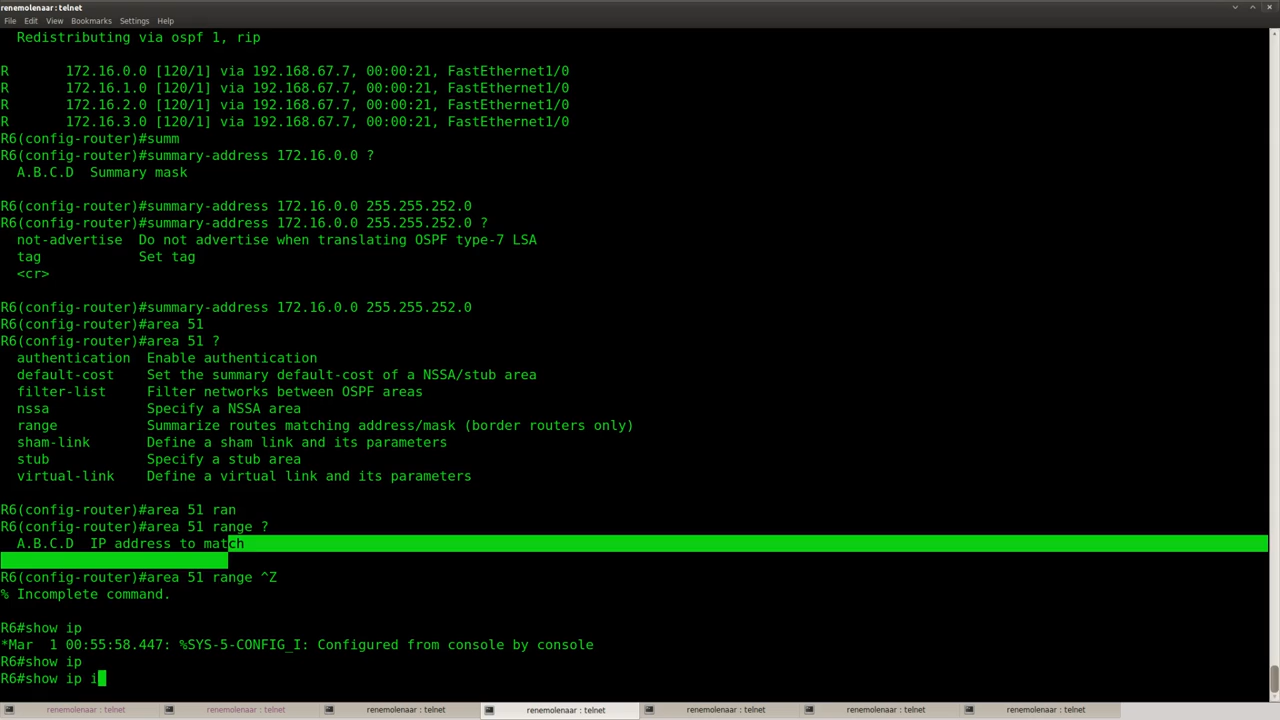 renemolenaar : telnet
File Edit View Bookmarks Settings Help
  Redistributing via ospf 1, rip
R       172.16.0.0 [120/1] via 192.168.67.7, 00:00:21, FastEthernet1/0
R       172.16.1.0 [120/1] via 192.168.67.7, 00:00:21, FastEthernet1/0
R       172.16.2.0 [120/1] via 192.168.67.7, 00:00:21, FastEthernet1/0
R       172.16.3.0 [120/1] via 192.168.67.7, 00:00:21, FastEthernet1/0
R6(config-router)#summ
R6(config-router)#summary-address 172.16.0.0 ?
  A.B.C.D  Summary mask
R6(config-router)#summary-address 172.16.0.0 255.255.252.0
R6(config-router)#summary-address 172.16.0.0 255.255.252.0 ?
  not-advertise  Do not advertise when translating OSPF type-7 LSA
  tag            Set tag
  <cr>
R6(config-router)#summary-address 172.16.0.0 255.255.252.0
R6(config-router)#area 51
R6(config-router)#area 51 ?
  authentication  Enable authentication
  default-cost    Set the summary default-cost of a NSSA/stub area
  filter-list     Filter networks between OSPF areas
  nssa            Specify a NSSA area
  range           Summarize routes matching address/mask (border routers only)
  sham-link       Define a sham link and its parameters
  stub            Specify a stub area
  virtual-link    Define a virtual link and its parameters
R6(config-router)#area 51 ran
R6(config-router)#area 51 range ?
  A.B.C.D  IP address to match
R6(config-router)#area 51 range ^Z
% Incomplete command.
R6#show ip
*Mar  1 00:55:58.447: %SYS-5-CONFIG_I: Configured from console by console
R6#show ip
R6#show ip i
renemolenaar : telnet renemolenaar : telnet renemolenaar : telnet renemolenaar : telnet renemolenaar : telnet renemolenaar : telnet renemolenaar : telnet